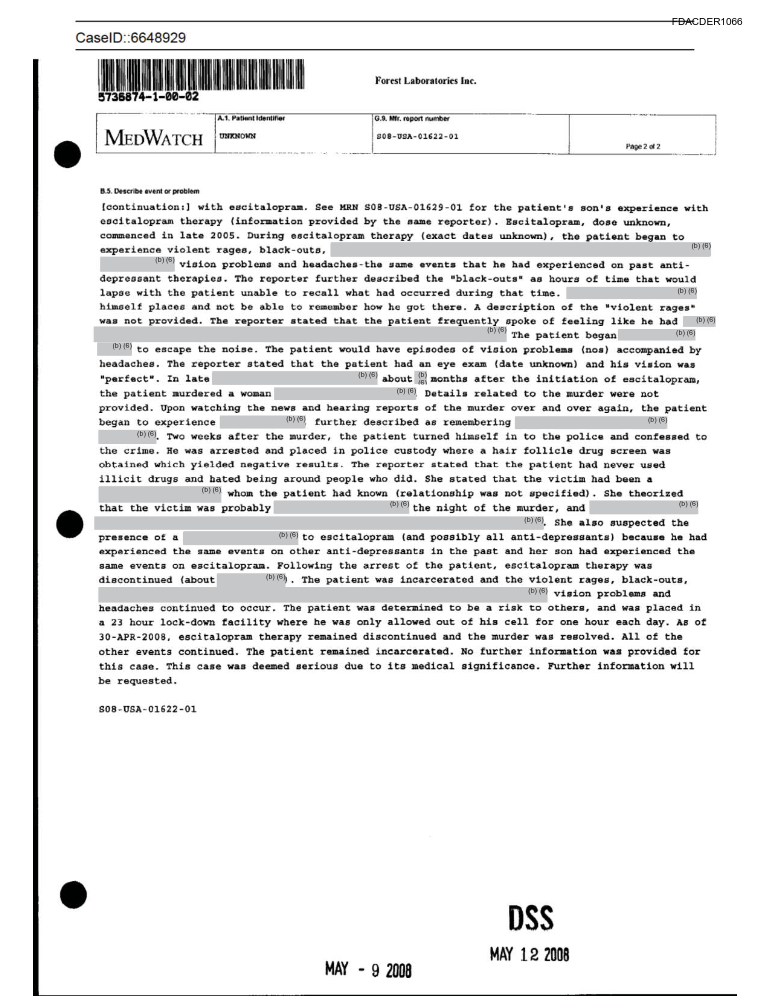 FDACDER1066
CaseID::6648929
5736874-1-00-02
Forest Laboratories Inc.
MEDWATCH
A.1. Patient Identifier
UNKNOWN
G.9. Mfr. report number
S08-USA-01622-01
Page 2 of 2
B.5. Describe event or problem
[continuation:] with escitalopram. See MRN S08-USA-01629-01 for the patient's son's experience with
escitalopram therapy (information provided by the same reporter). Escitalopram, dose unknown,
commenced in late 2005. During escitalopram therapy (exact dates unknown), the patient began to
experience violent rages, black-outs, (b) (6)
(b) (6) vision problems and headaches-the same events that he had experienced on past anti-
depressant therapies. The reporter further described the "black-outs" as hours of time that would
lapse with the patient unable to recall what had occurred during that time. (b) (6)
himself places and not be able to remember how he got there. A description of the "violent rages"
was not provided. The reporter stated that the patient frequently spoke of feeling like he had (b) (6)
(b) (6) The patient began (b) (6)
(b) (6) to escape the noise. The patient would have episodes of vision problems (nos) accompanied by
headaches. The reporter stated that the patient had an eye exam (date unknown) and his vision was
"perfect". In late (b) (6) about (b) (6) months after the initiation of escitalopram,
the patient murdered a woman (b) (6) Details related to the murder were not
provided. Upon watching the news and hearing reports of the murder over and over again, the patient
began to experience (b) (6) further described as remembering (b) (6)
(b) (6). Two weeks after the murder, the patient turned himself in to the police and confessed to
the crime. He was arrested and placed in police custody where a hair follicle drug screen was
obtained which yielded negative results. The reporter stated that the patient had never used
illicit drugs and hated being around people who did. She stated that the victim had been a
(b) (6) whom the patient had known (relationship was not specified). She theorized
that the victim was probably (b) (6) the night of the murder, and (b) (6)
(b) (6). She also suspected the
presence of a (b) (6) to escitalopram (and possibly all anti-depressants) because he had
experienced the same events on other anti-depressants in the past and her son had experienced the
same events on escitalopram. Following the arrest of the patient, escitalopram therapy was
discontinued (about (b) (6)). The patient was incarcerated and the violent rages, black-outs,
(b) (6) vision problems and
headaches continued to occur. The patient was determined to be a risk to others, and was placed in
a 23 hour lock-down facility where he was only allowed out of his cell for one hour each day. As of
30-APR-2008, escitalopram therapy remained discontinued and the murder was resolved. All of the
other events continued. The patient remained incarcerated. No further information was provided for
this case. This case was deemed serious due to its medical significance. Further information will
be requested.
S08-USA-01622-01
DSS
MAY 12 2008
MAY - 9 2008